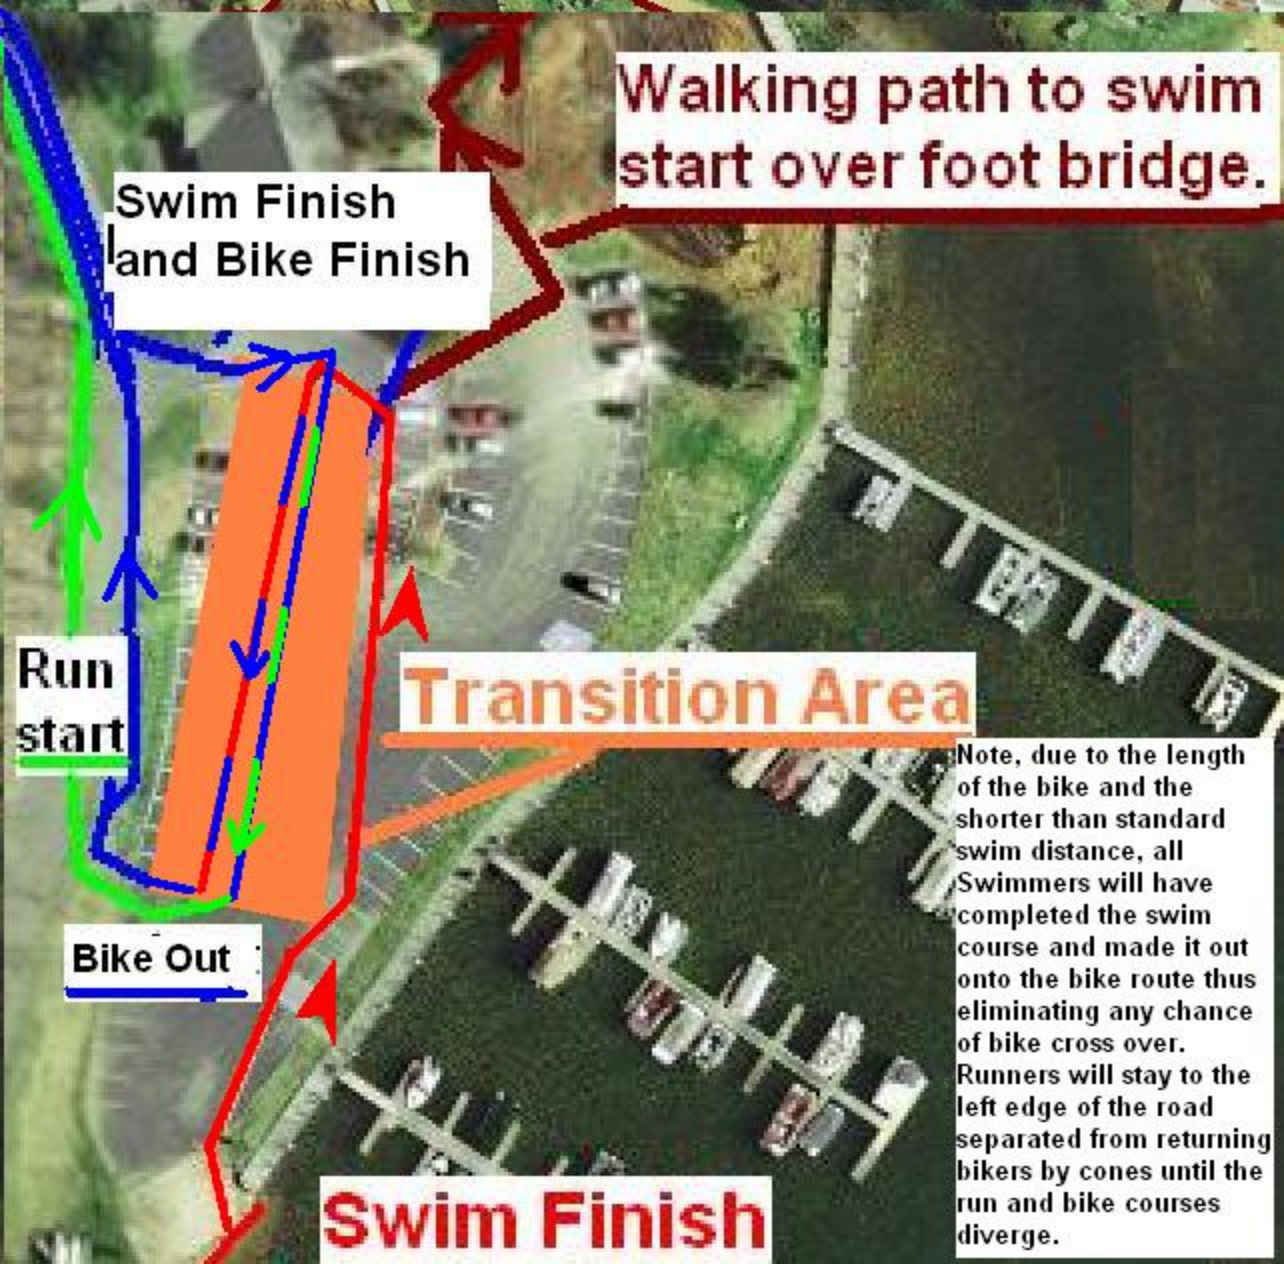 Walking path to swim
start over foot bridge.
Swim Finish
and Bike Finish
Run
start
Transition Area
Bike Out
Note, due to the length
of the bike and the
shorter than standard
swim distance, all
Swimmers will have
completed the swim
course and made it out
onto the bike route thus
eliminating any chance
of bike cross over.
Runners will stay to the
left edge of the road
separated from returning
bikers by cones until the
run and bike courses
diverge.
Swim Finish